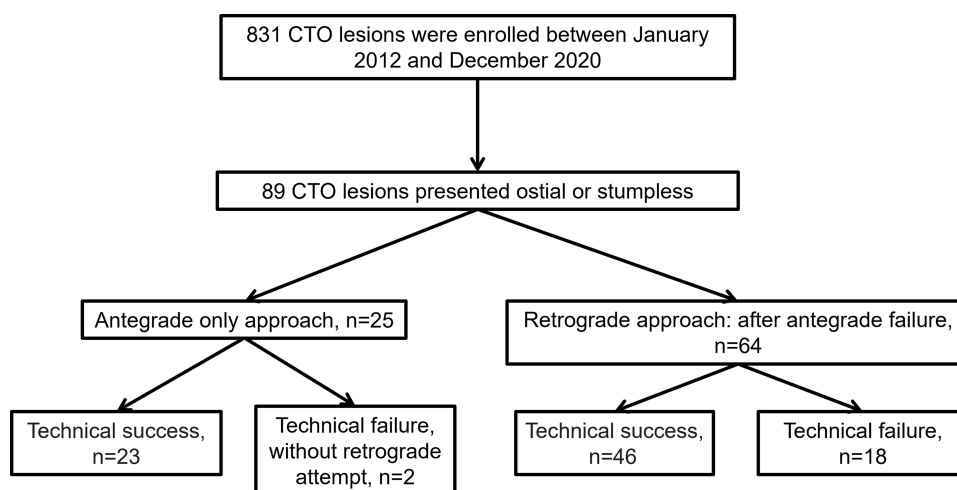 831 CTO lesions were enrolled between January
2012 and December 2020
89 CTO lesions presented ostial or stumpless
Antegrade only approach, n=25
Retrograde approach: after antegrade failure,
n=64
Technical success,
n=23
Technical failure,
without retrograde
attempt, n=2
Technical success,
n=46
Technical failure,
n=18